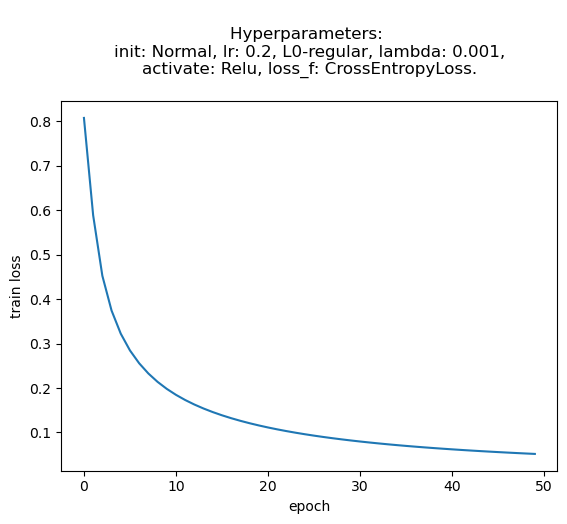 Hyperparameters:
init: Normal, lr: 0.2, L0-regular, lambda: 0.001,
activate: Relu, loss_f: CrossEntropyLoss.
0.8
0.7
0.6
0.5
0.4
0.3
0.2
0.1
train loss
0 10 20 30 40 50
epoch